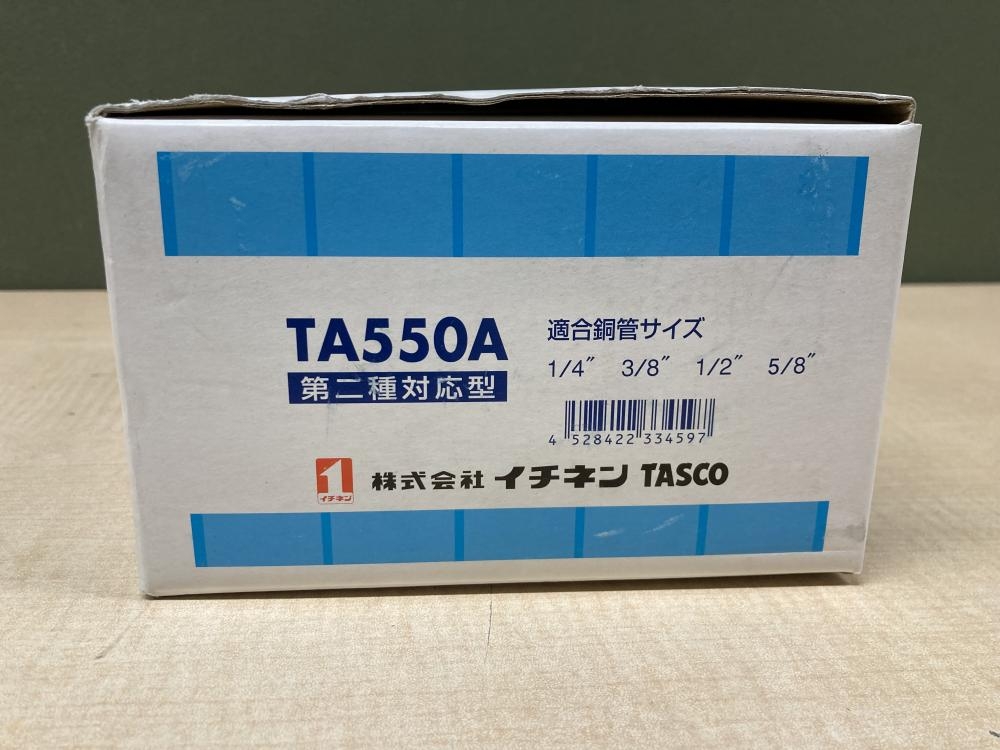 TA550A
第二種対応型
適合銅管サイズ
1/4″ 3/8″ 1/2″ 5/8″
4 528422 334597
イチネン
株式会社 イチネン TASCO